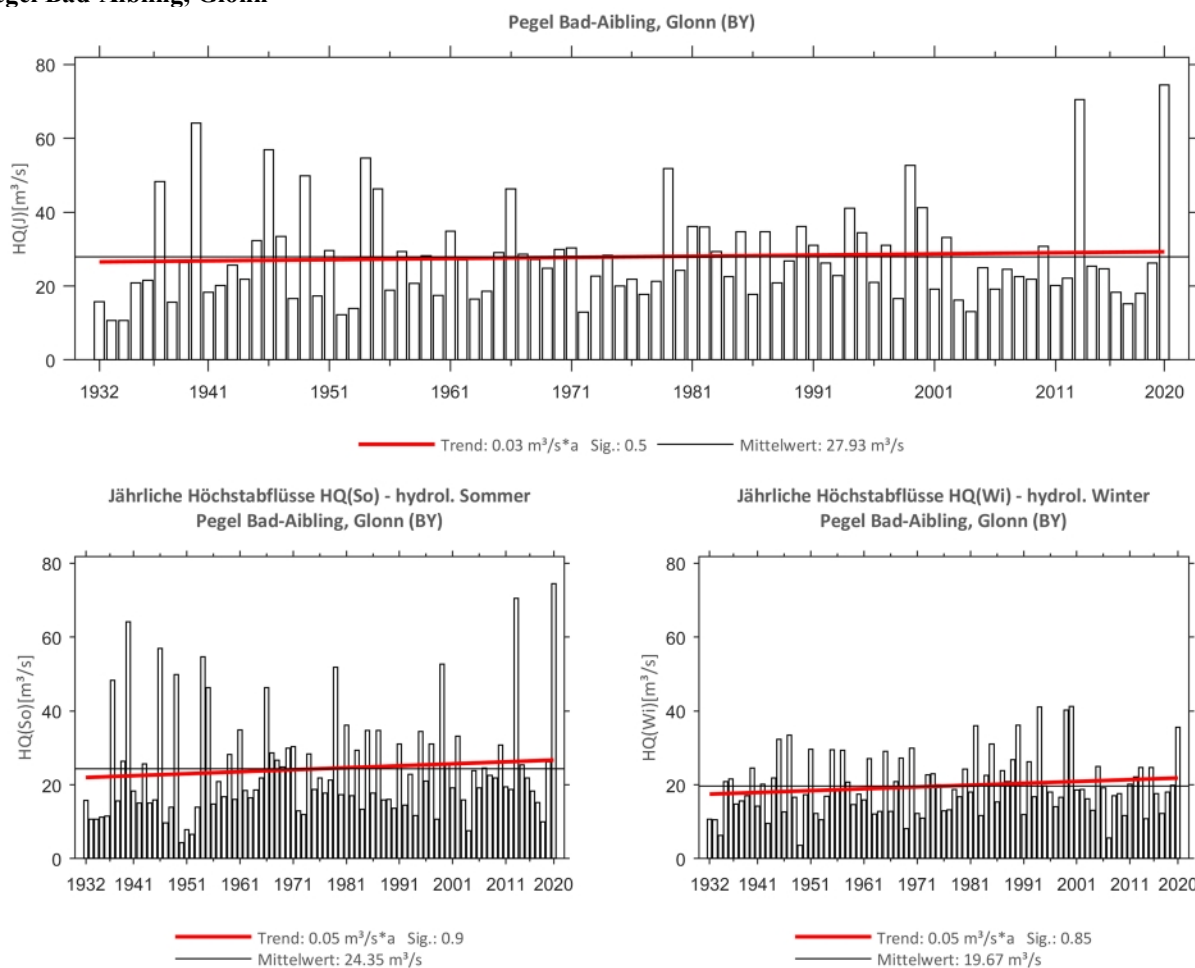 Pegel Bad-Aibling, Glonn
Pegel Bad-Aibling, Glonn (BY)
HQ(J)[m³/s]
80
60
40
20
0
1932 1941 1951 1961 1971 1981 1991 2001 2011 2020
Trend: 0.03 m³/s*a Sig.: 0.5 Mittelwert: 27.93 m³/s
Jährliche Höchstabflüsse HQ(So) - hydrol. Sommer
Pegel Bad-Aibling, Glonn (BY)
HQ(So)[m³/s]
80
60
40
20
0
1932 1941 1951 1961 1971 1981 1991 2001 2011 2020
Trend: 0.05 m³/s*a Sig.: 0.9
Mittelwert: 24.35 m³/s
Jährliche Höchstabflüsse HQ(Wi) - hydrol. Winter
Pegel Bad-Aibling, Glonn (BY)
HQ(Wi)[m³/s]
80
60
40
20
0
1932 1941 1951 1961 1971 1981 1991 2001 2011 2020
Trend: 0.05 m³/s*a Sig.: 0.85
Mittelwert: 19.67 m³/s